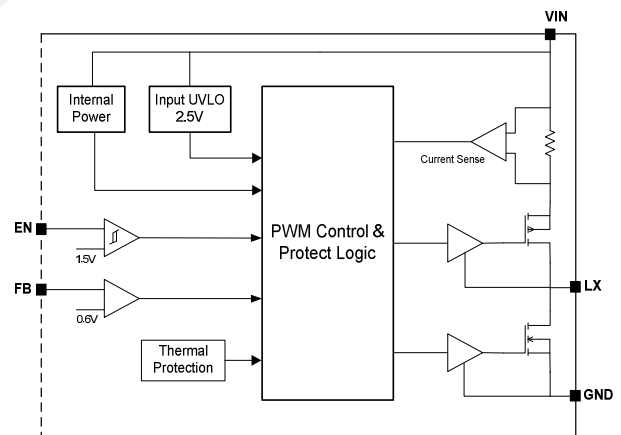 VIN
Internal
Power
Input UVLO
2.5V
Current Sense
EN
1.5V
PWM Control &
Protect Logic
FB
0.6V
LX
Thermal
Protection
GND